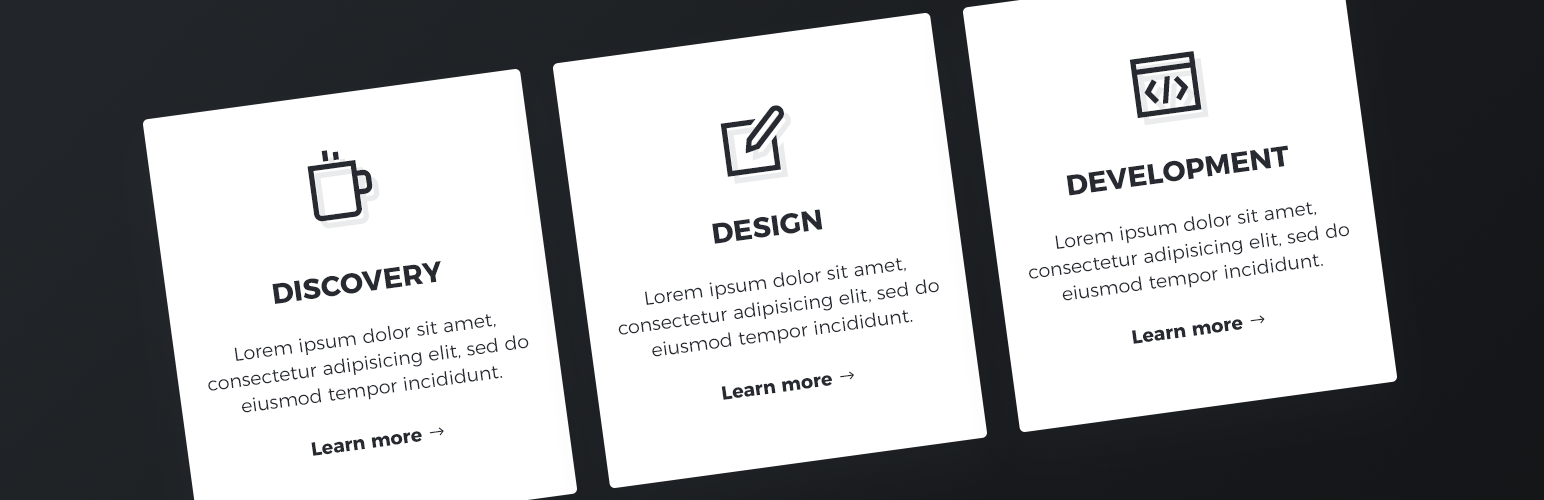 DISCOVERY
Lorem ipsum dolor sit amet,
consectetur adipisicing elit, sed do
eiusmod tempor incididunt.
Learn more →
DESIGN
Lorem ipsum dolor sit amet,
consectetur adipisicing elit, sed do
eiusmod tempor incididunt.
Learn more →
</>
DEVELOPMENT
Lorem ipsum dolor sit amet,
consectetur adipisicing elit, sed do
eiusmod tempor incididunt.
Learn more →